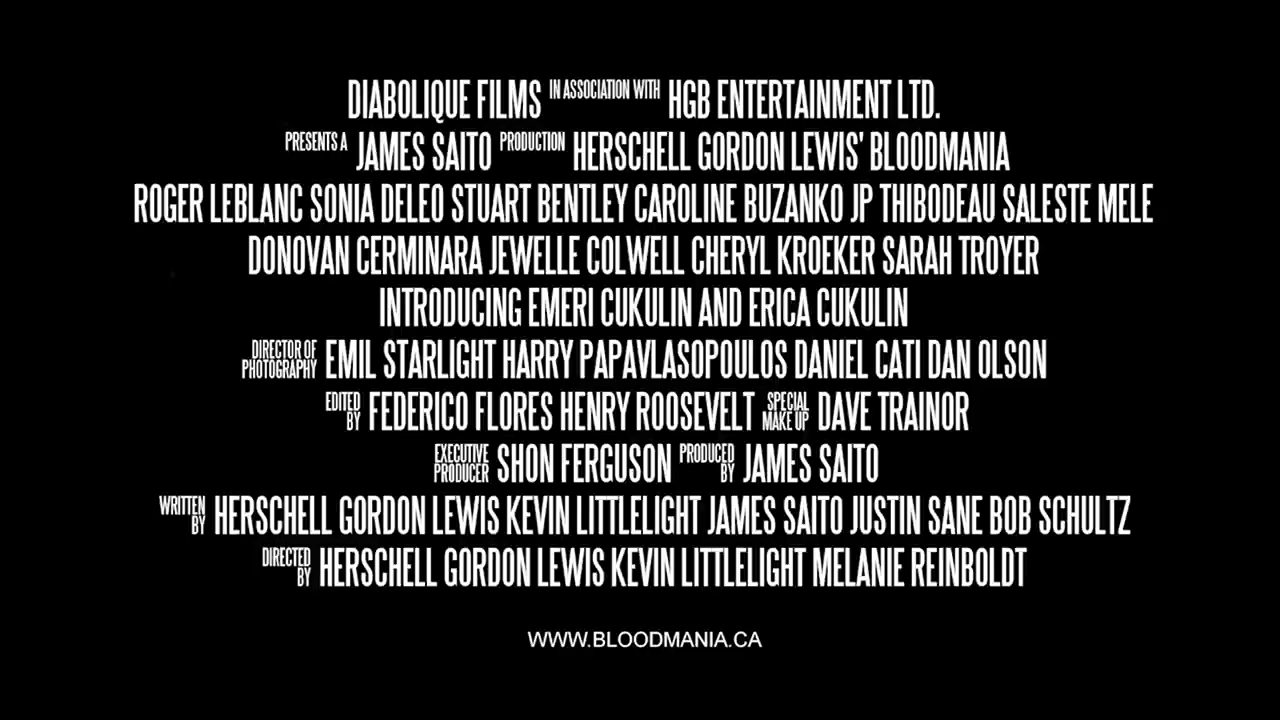 DIABOLIQUE FILMS IN ASSOCIATION WITH HGB ENTERTAINMENT LTD.
PRESENTS A JAMES SAITO PRODUCTION HERSCHELL GORDON LEWIS' BLOODMANIA
ROGER LEBLANC SONIA DELEO STUART BENTLEY CAROLINE BUZANKO JP THIBODEAU SALESTE MELE
DONOVAN CERMINARA JEWELLE COLWELL CHERYL KROEKER SARAH TROYER
INTRODUCING EMERI CUKULIN AND ERICA CUKULIN
DIRECTOR OF PHOTOGRAPHY EMIL STARLIGHT HARRY PAPAVLASOPOULOS DANIEL CATI DAN OLSON
EDITED BY FEDERICO FLORES HENRY ROOSEVELT SPECIAL MAKE UP DAVE TRAINOR
EXECUTIVE PRODUCER SHON FERGUSON PRODUCED BY JAMES SAITO
WRITTEN BY HERSCHELL GORDON LEWIS KEVIN LITTLELIGHT JAMES SAITO JUSTIN SANE BOB SCHULTZ
DIRECTED BY HERSCHELL GORDON LEWIS KEVIN LITTLELIGHT MELANIE REINBOLDT
WWW.BLOODMANIA.CA